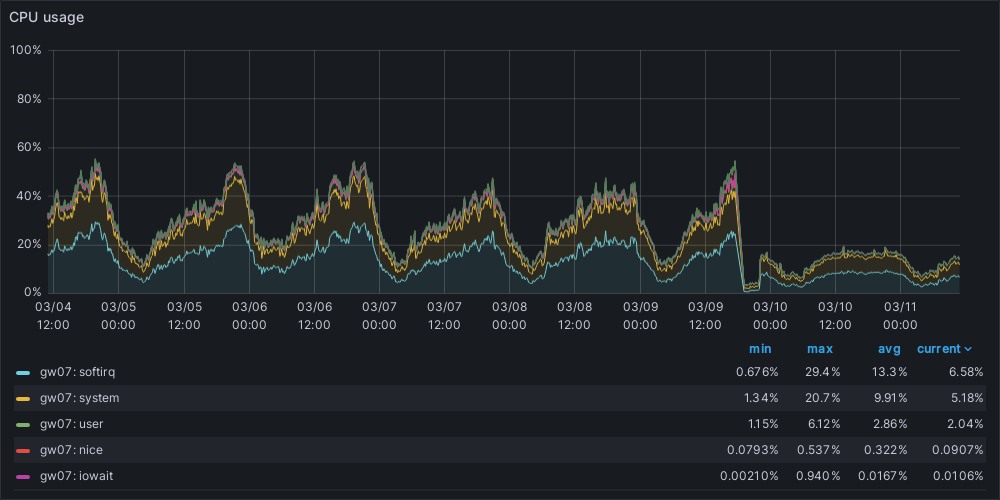 CPU usage
100%
80%
60%
40%
20%
0%
03/04 03/05 03/05 03/06 03/06 03/07 03/07 03/08 03/08 03/09 03/09 03/10 03/10 03/11
12:00 00:00 12:00 00:00 12:00 00:00 12:00 00:00 12:00 00:00 12:00 00:00 12:00 00:00
min max avg current
gw07: softirq 0.676% 29.4% 13.3% 6.58%
gw07: system 1.34% 20.7% 9.91% 5.18%
gw07: user 1.15% 6.12% 2.86% 2.04%
gw07: nice 0.0793% 0.537% 0.322% 0.0907%
gw07: iowait 0.00210% 0.940% 0.0167% 0.0106%